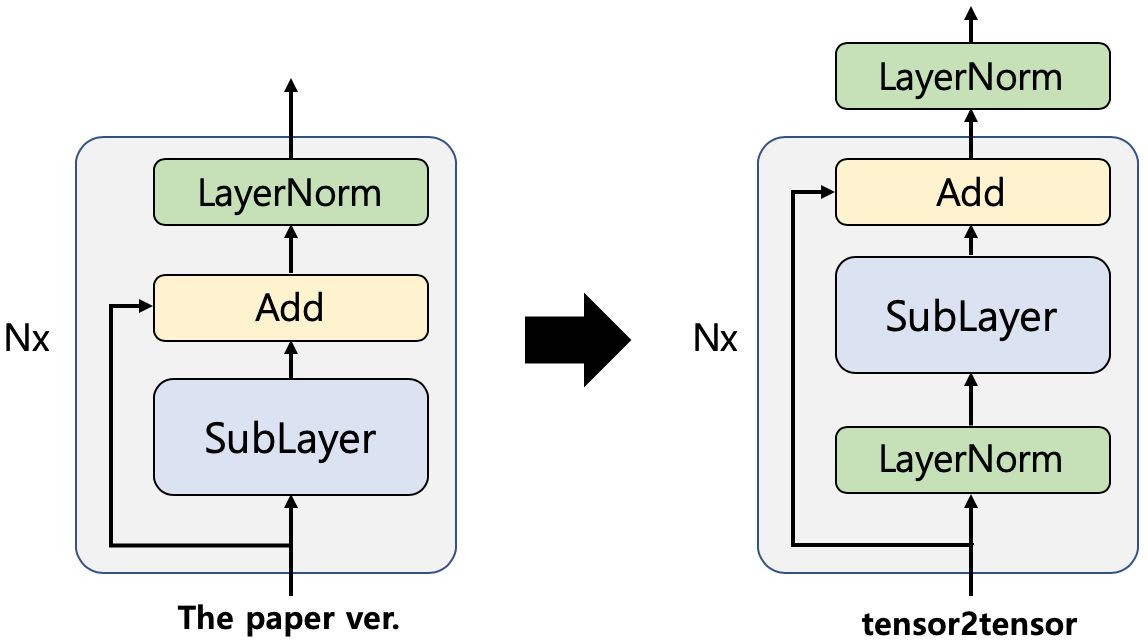 LayerNorm
Add
SubLayer
Nx
The paper ver.
LayerNorm
Add
SubLayer
LayerNorm
Nx
tensor2tensor